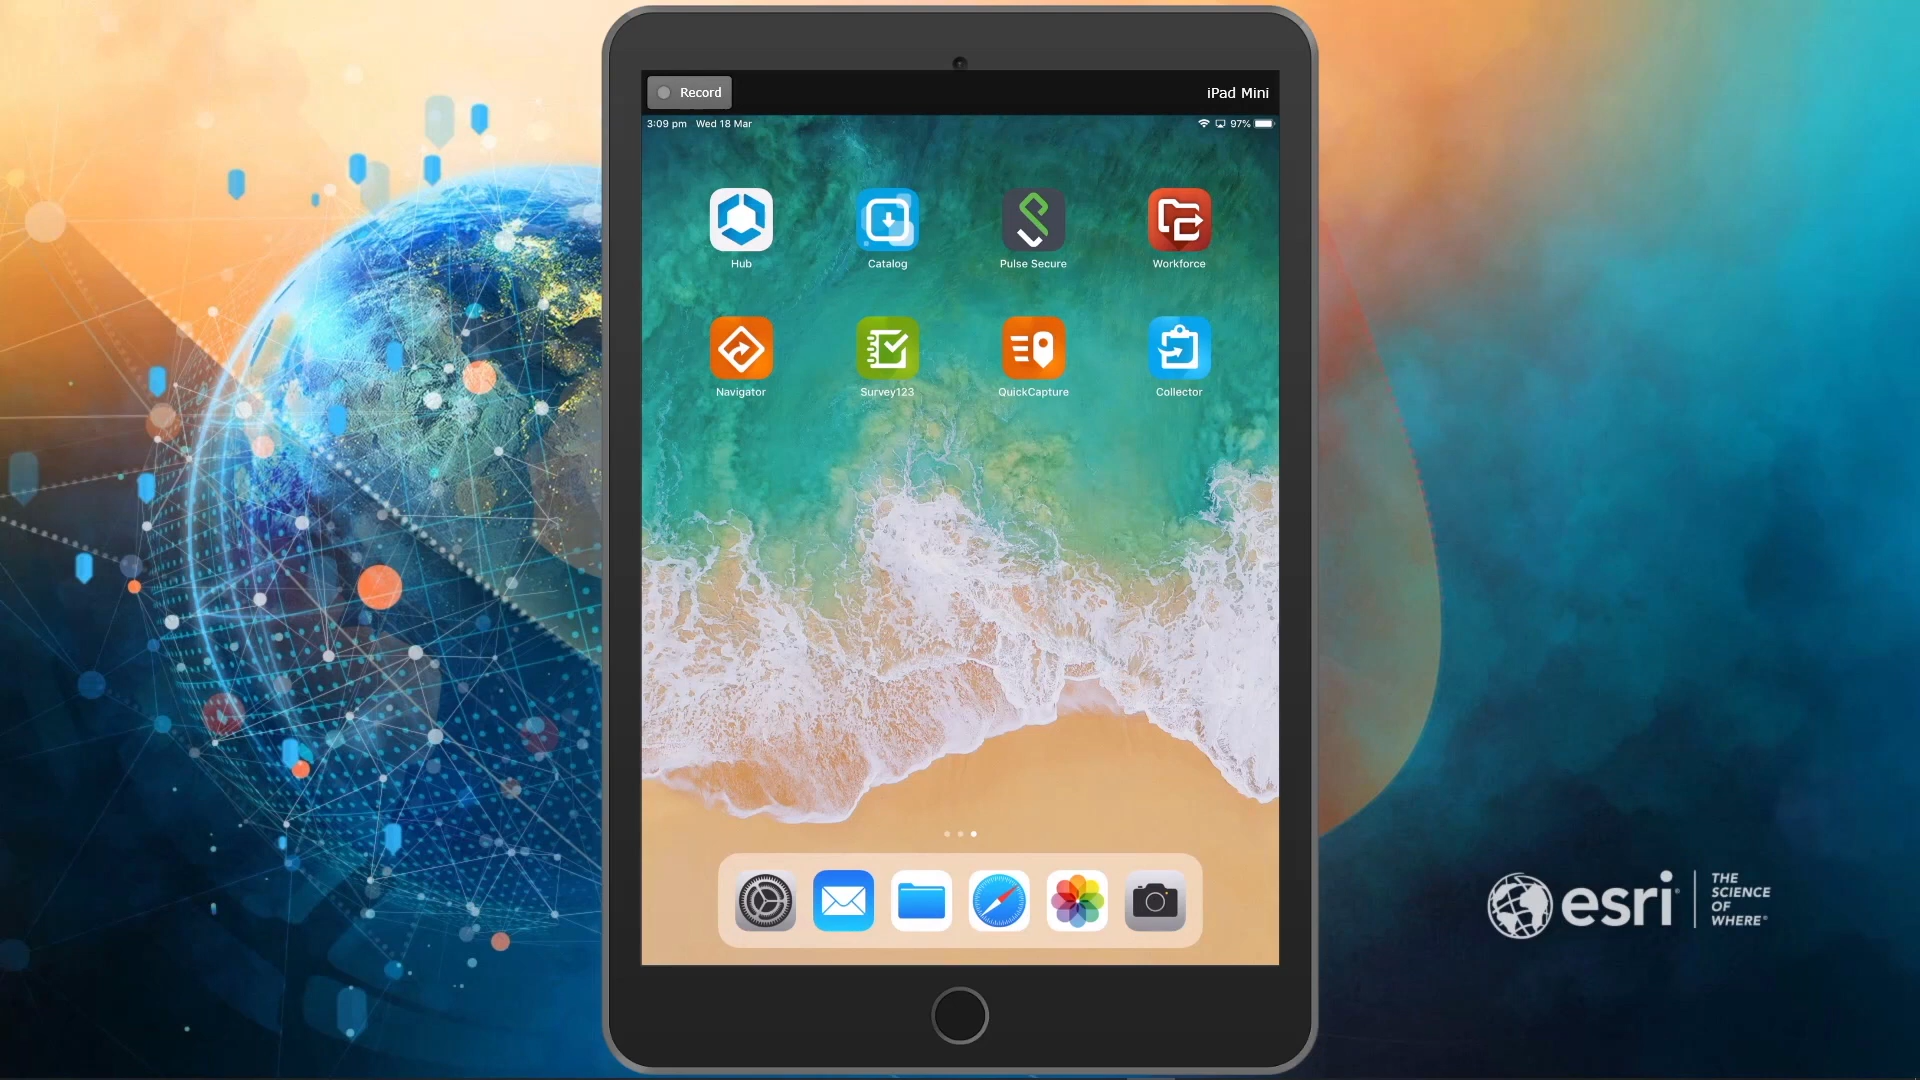 Record
iPad Mini
3:09 pm Wed 18 Mar
97%
Hub
Catalog
Pulse Secure
Workforce
Navigator
Survey123
QuickCapture
Collector
esri
THE
SCIENCE
OF
WHERE®